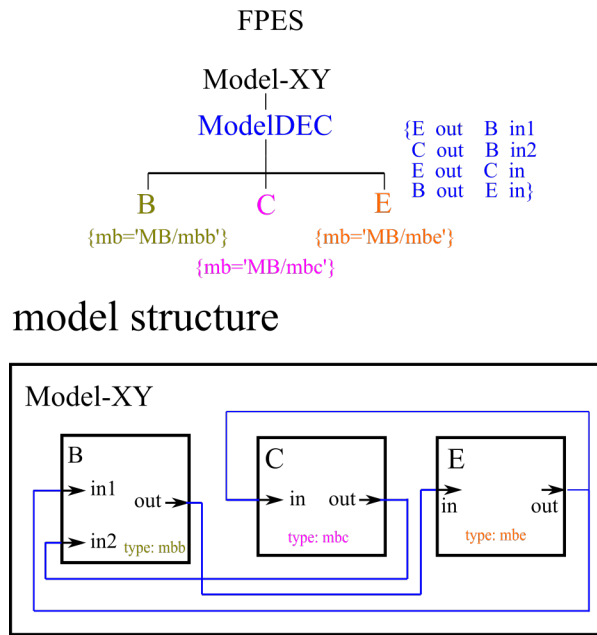 FPES
Model-XY
ModelDEC
{E out B in1
C out B in2
E out C in
B out E in}
B C E
{mb='MB/mbb'} {mb='MB/mbe'}
{mb='MB/mbc'}
model structure
Model-XY
B
in1
out
in2
type: mbb
C
in out
type: mbc
E
in out
type: mbe